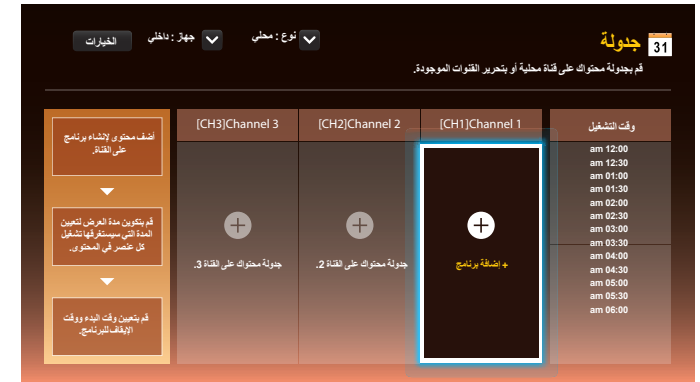 31 جدولة
قم بجدولة محتواك على قناة محلية أو بتحرير القنوات الموجودة.
نوع: محلي
جهاز: داخلي
الخيارات
وقت التشغيل
[CH1]Channel 1
[CH2]Channel 2
[CH3]Channel 3
am 12:00
am 12:30
am 01:00
am 01:30
am 02:00
am 02:30
am 03:00
am 03:30
am 04:00
am 04:30
am 05:00
am 05:30
am 06:00
+ إضافة برنامج
جدولة محتواك على القناة 2.
جدولة محتواك على القناة 3.
أضف محتوى لإنشاء برنامج
على القناة.
قم بتكوين مدة العرض لتعيين
المدة التي سيستغرقها تشغيل
كل عنصر في المحتوى.
قم بتعيين وقت البدء ووقت
الإيقاف للبرنامج.